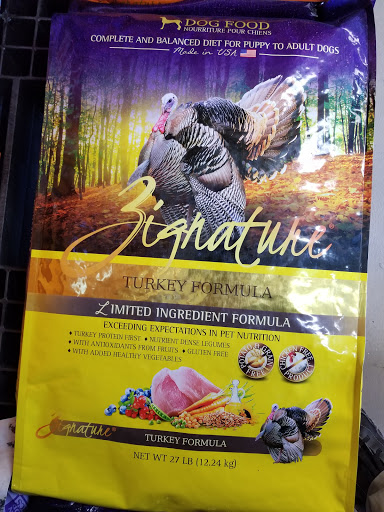 DOG FOOD
NOURRITURE POUR CHIENS
COMPLETE AND BALANCED DIET FOR PUPPY TO ADULT DOGS
Made in USA
Zignature®
TURKEY FORMULA
LIMITED INGREDIENT FORMULA
EXCEEDING EXPECTATIONS IN PET NUTRITION
• TURKEY PROTEIN FIRST • NUTRIENT DENSE LEGUMES
• WITH ANTIOXIDANTS FROM FRUITS • GLUTEN FREE
• WITH ADDED HEALTHY VEGETABLES
Zignature®
TURKEY FORMULA
NET WT 27 LB (12.24 kg)